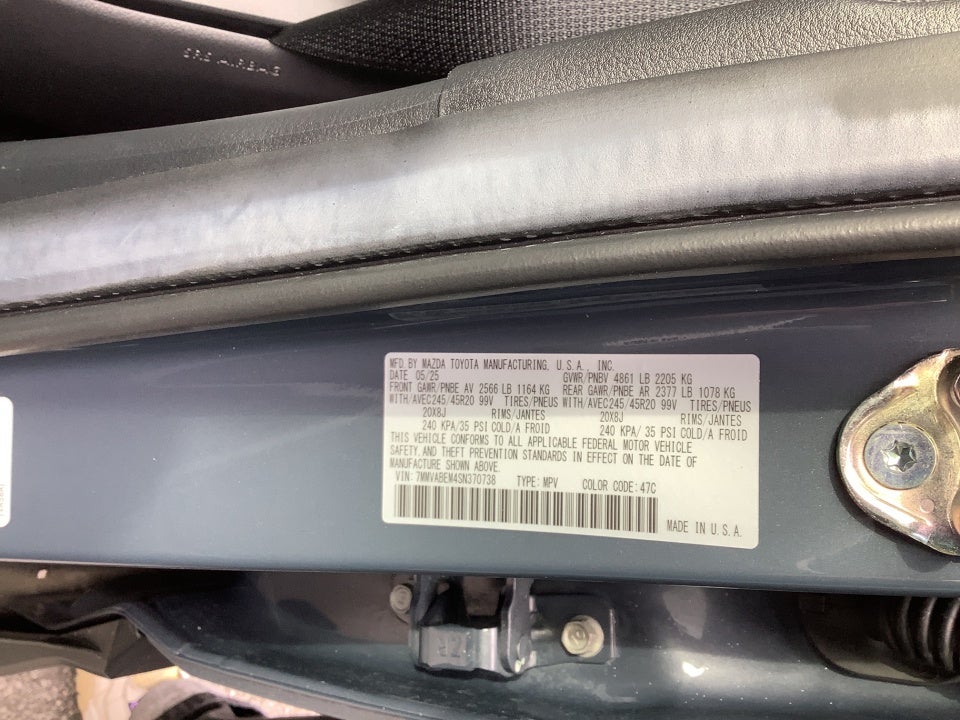 SRS AIRBAG
MFD. BY MAZDA TOYOTA MANUFACTURING, U.S.A., INC.
DATE 05/25 GVWR/PNBV 4861 LB 2205 KG
FRONT GAWR/PNBE AV 2566 LB 1164 KG REAR GAWR/PNBE AR 2377 LB 1078 KG
WITH/AVEC245/45R20 99V TIRES/PNEUS WITH/AVEC245/45R20 99V TIRES/PNEUS
20X8J RIMS/JANTES 20X8J RIMS/JANTES
240 KPA/ 35 PSI COLD/A FROID 240 KPA/ 35 PSI COLD/A FROID
THIS VEHICLE CONFORMS TO ALL APPLICABLE FEDERAL MOTOR VEHICLE
SAFETY,AND THEFT PREVENTION STANDARDS IN EFFECT ON THE DATE OF
MANUFACTURE SHOWN ABOVE.
VIN: 7MMVABEM4SN370738 TYPE: MPV COLOR CODE: 47C
MADE IN U.S.A.